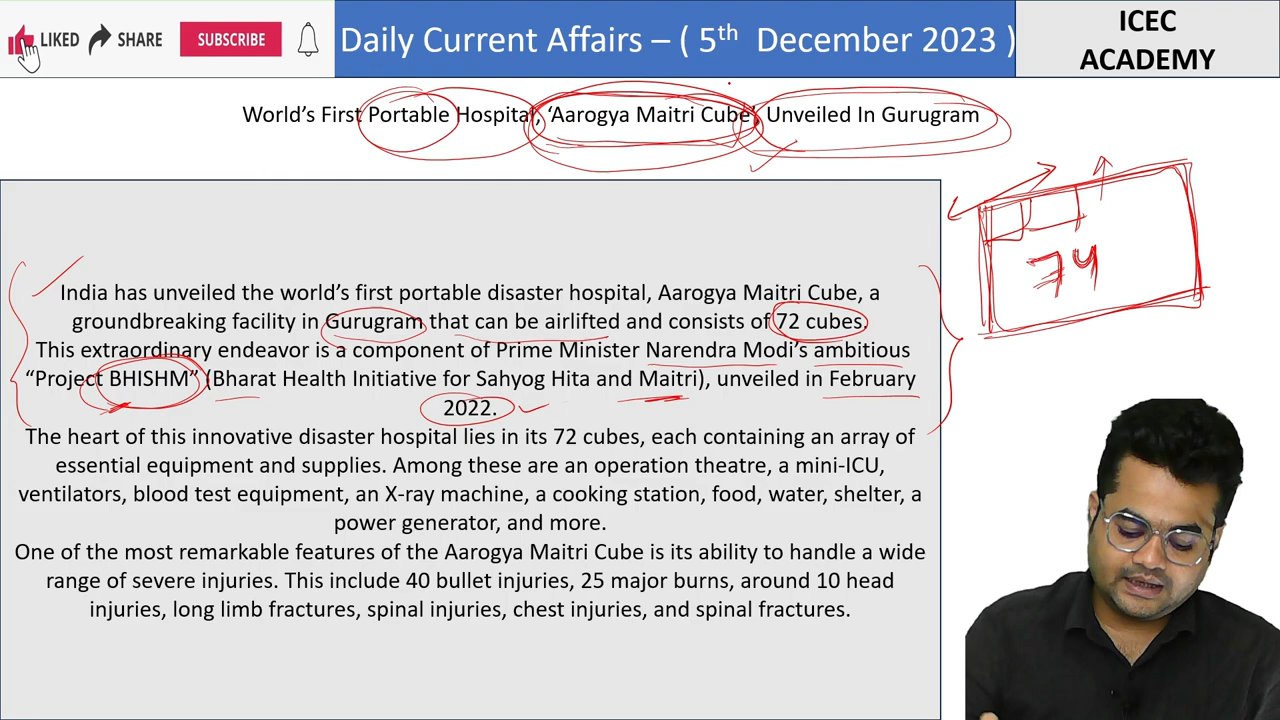 LIKED SHARE SUBSCRIBE
Daily Current Affairs – ( 5th December 2023 )
ICEC
ACADEMY
World's First Portable Hospital, 'Aarogya Maitri Cube', Unveiled In Gurugram
74
India has unveiled the world's first portable disaster hospital, Aarogya Maitri Cube, a
groundbreaking facility in Gurugram that can be airlifted and consists of 72 cubes.
This extraordinary endeavor is a component of Prime Minister Narendra Modi's ambitious
“Project BHISHM” (Bharat Health Initiative for Sahyog Hita and Maitri), unveiled in February
2022.
The heart of this innovative disaster hospital lies in its 72 cubes, each containing an array of
essential equipment and supplies. Among these are an operation theatre, a mini-ICU,
ventilators, blood test equipment, an X-ray machine, a cooking station, food, water, shelter, a
power generator, and more.
One of the most remarkable features of the Aarogya Maitri Cube is its ability to handle a wide
range of severe injuries. This include 40 bullet injuries, 25 major burns, around 10 head
injuries, long limb fractures, spinal injuries, chest injuries, and spinal fractures.